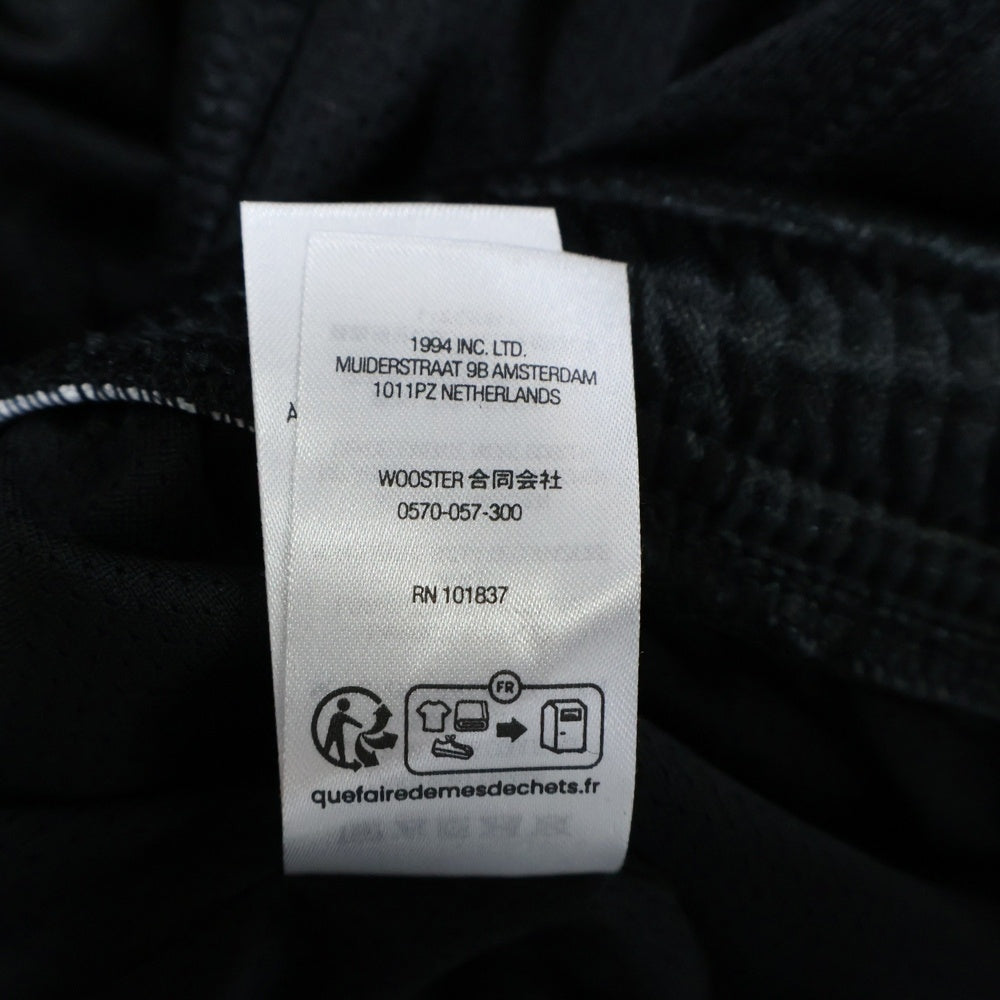 1994 INC. LTD.
MUIDERSTRAAT 9B AMSTERDAM
1011PZ NETHERLANDS
A
WOOSTER 合同会社
0570-057-300
RN 101837
FR
quefairedemesdechets.fr